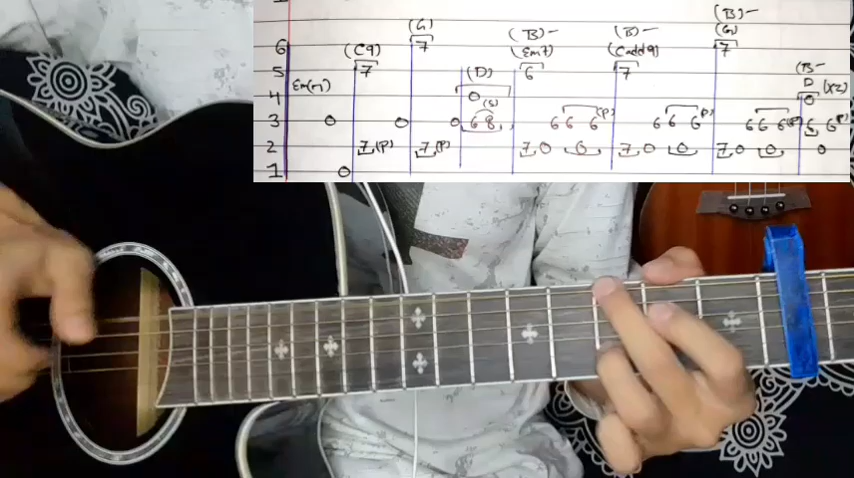 (G) (B)-
6 (C9) 7 (B)- (B)- (G) 7
(Em7) (Cadd9)
5 7 (D) 6 7 (B-
4 Em(m) 0 D (x2) 0
3 0 0 0 6 8 (s) 6 6 6(P) 6 6 6(P) 6 6 6(P) 6 6(P)
2 7(P) 7(P) 7 0 0 7 0 0 7 0 0 0
1 0